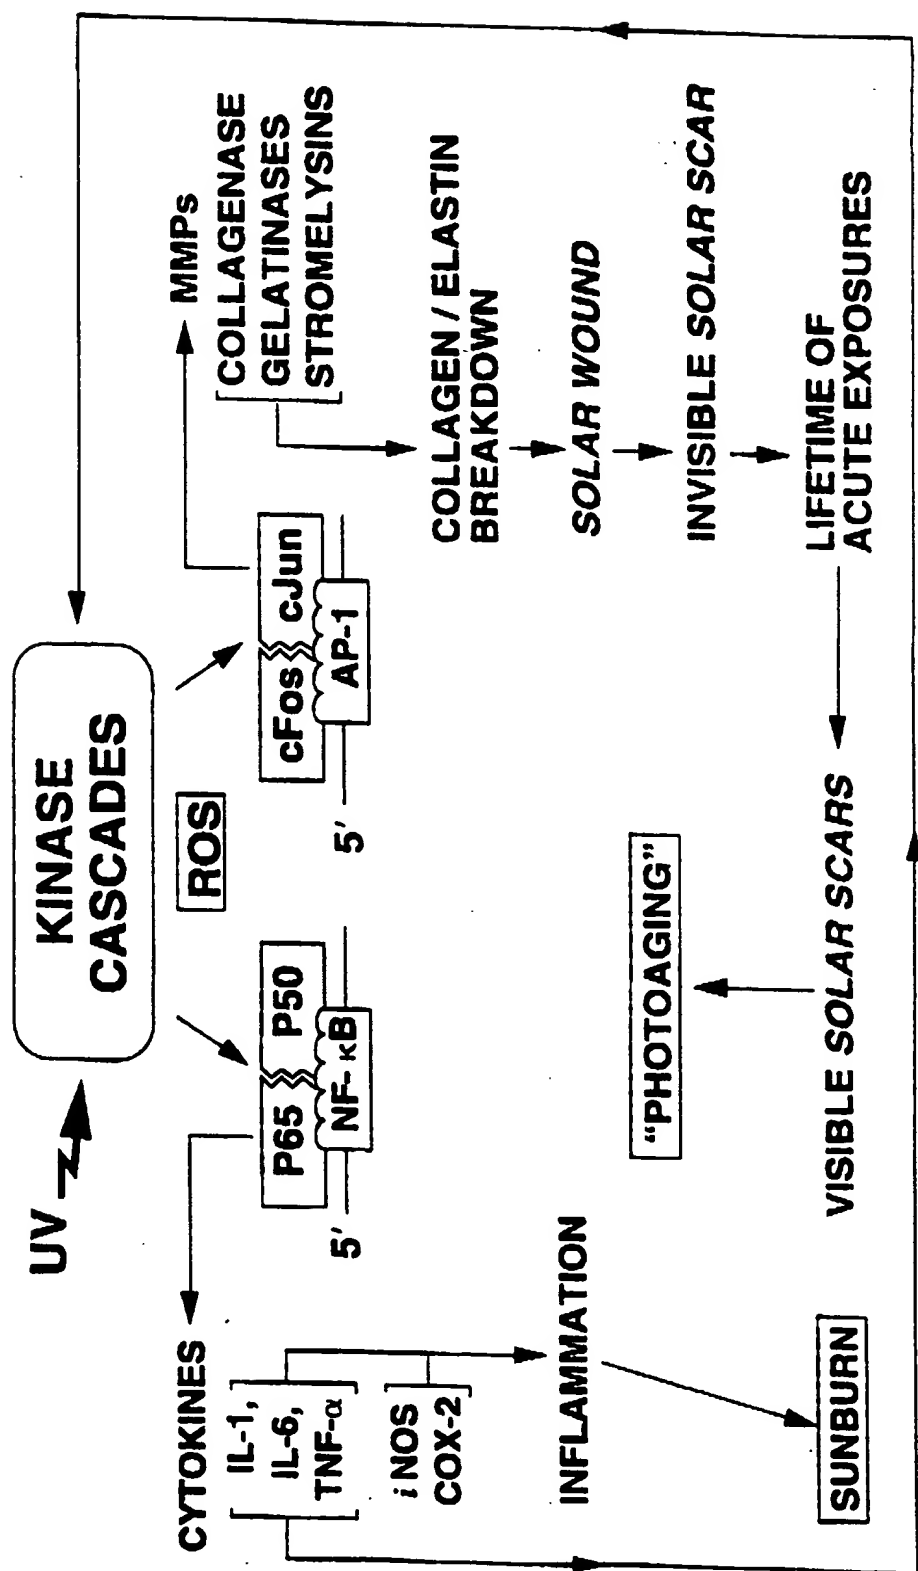 UV
KINASE
CASCADES
ROS
CYTOKINES
IL-1,
IL-6,
TNF-α
iNOS
COX-2
INFLAMMATION
SUNBURN
P65 P50
NF-κB
5′
cFos cJun
AP-1
5′
MMPs
COLLAGENASE
GELATINASES
STROMELYSINS
COLLAGEN / ELASTIN
BREAKDOWN
SOLAR WOUND
INVISIBLE SOLAR SCAR
LIFETIME OF
ACUTE EXPOSURES
VISIBLE SOLAR SCARS
"PHOTOAGING"